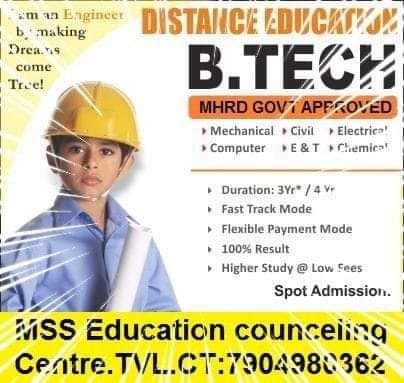 I am an Engineer
by making
Dreams
come
True!
DISTANCE EDUCATION
B.TECH
MHRD GOVT APPROVED
Mechanical Civil Electrical
Computer E & T Chemical
Duration: 3Yr* / 4 Yr
Fast Track Mode
Flexible Payment Mode
100% Result
Higher Study @ Low Fees
Spot Admission.
MSS Education counceling
Centre.TVL.CT:7904980362